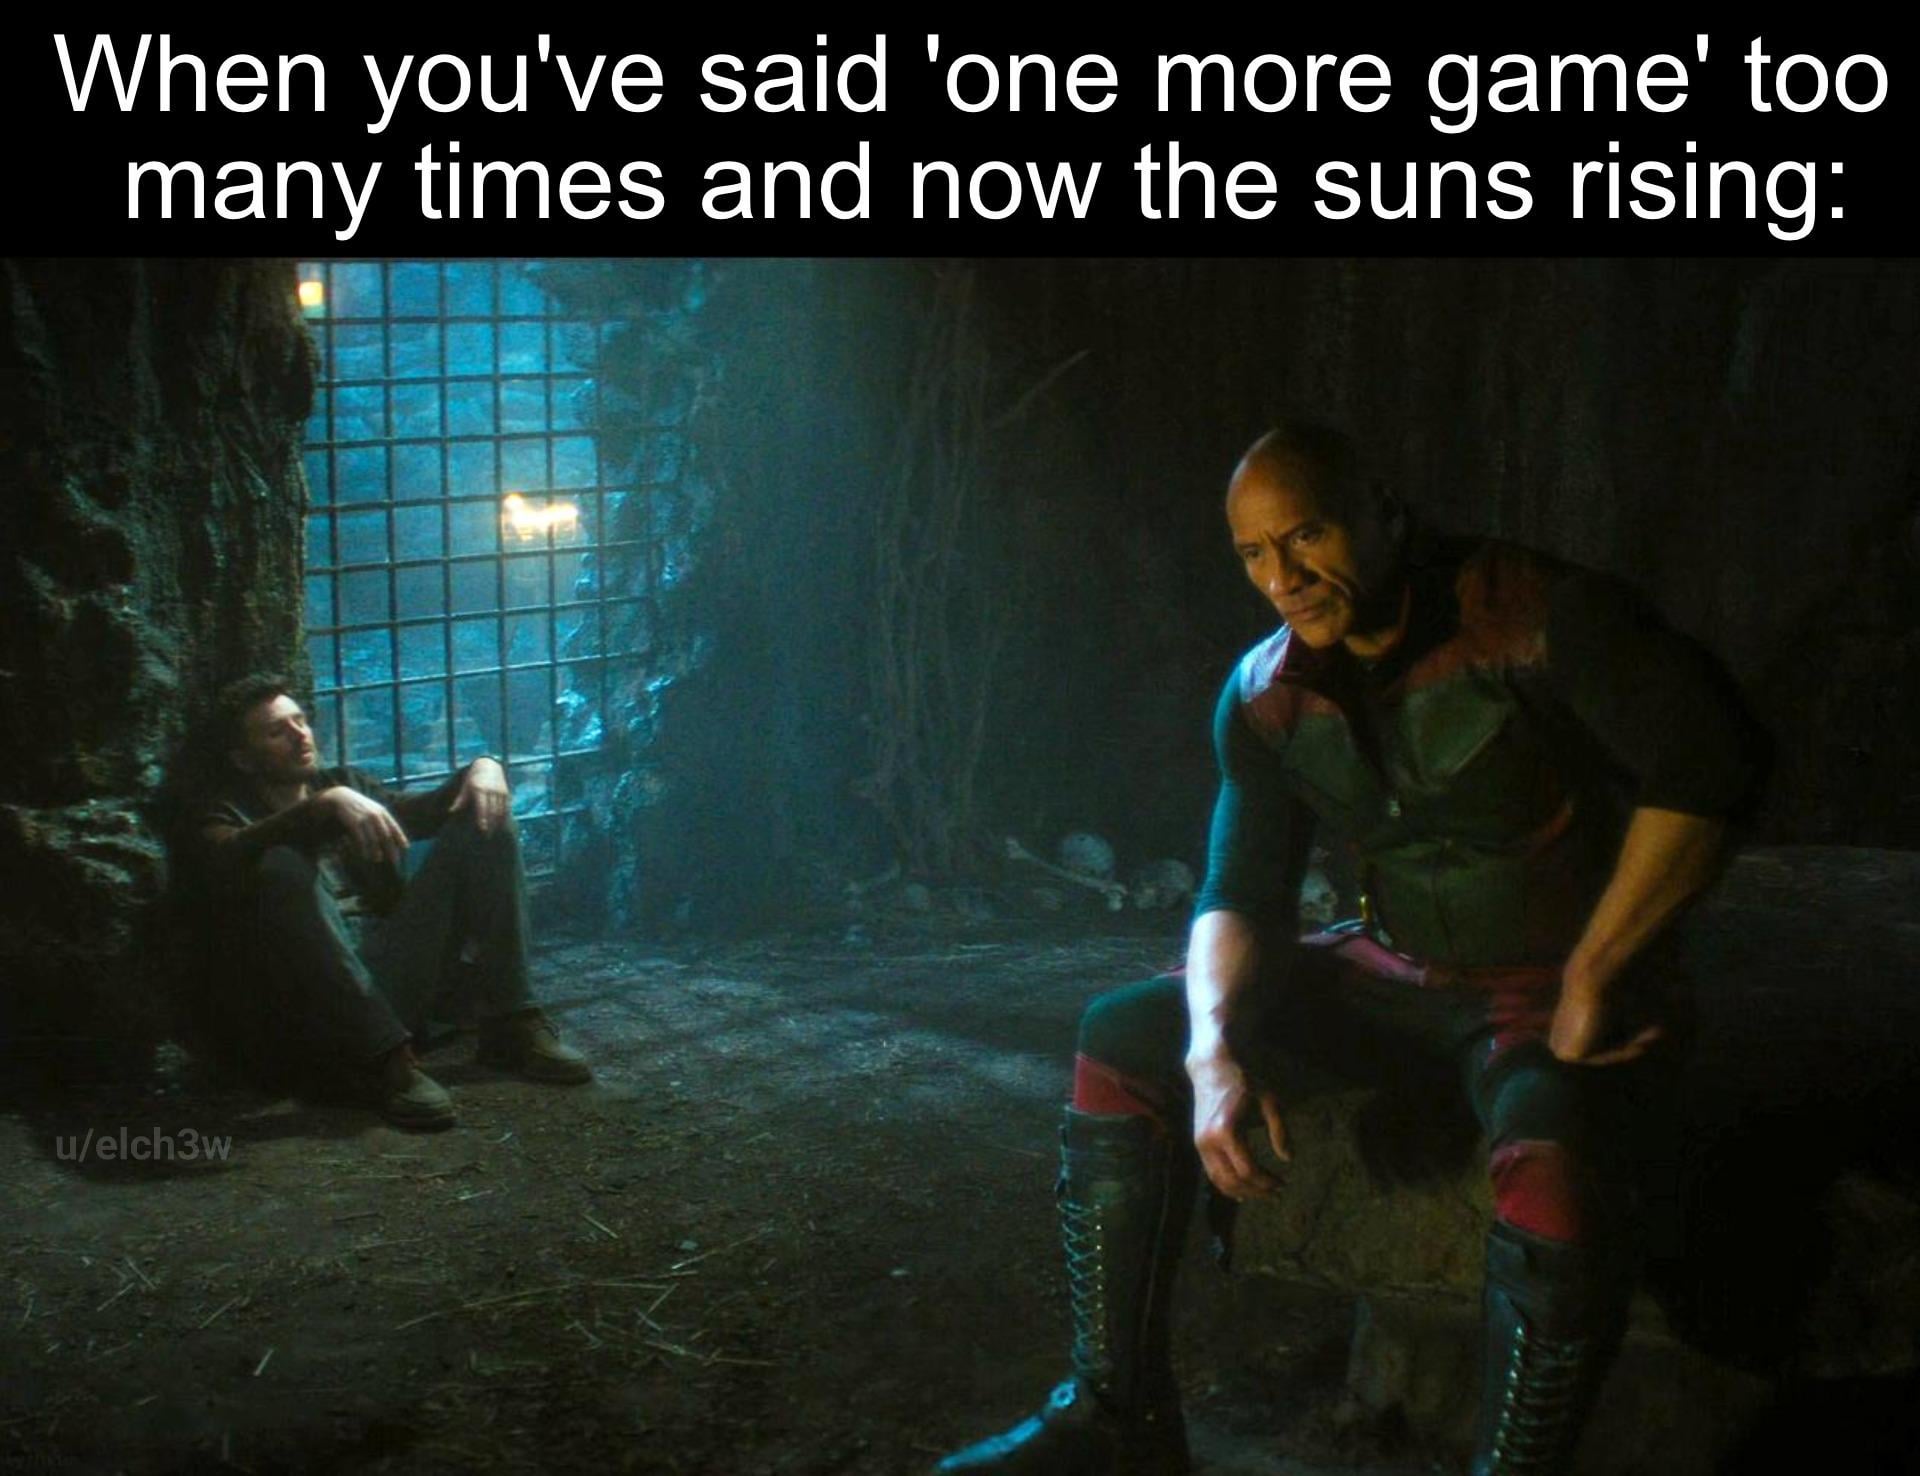 When you've said 'one more game' too
many times and now the suns rising:
u/elch3w